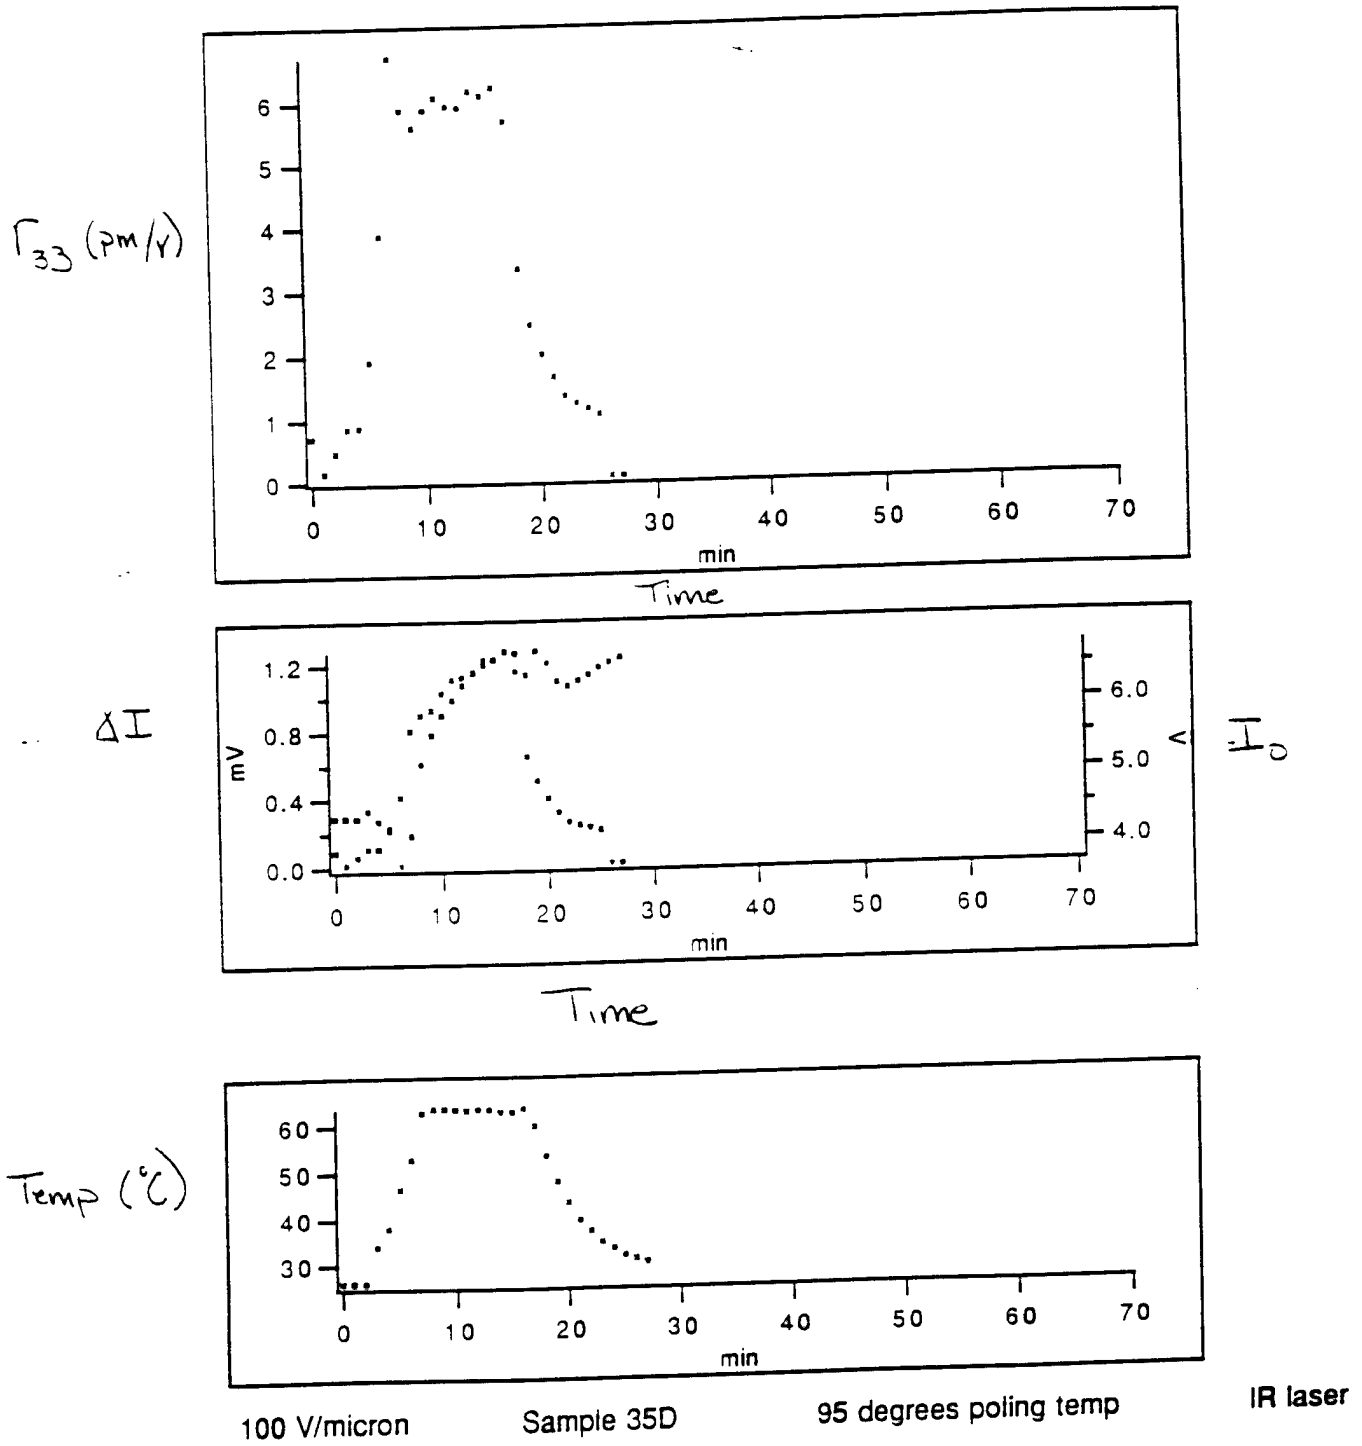 6
5
4
3
2
1
0
Γ33 (pm/V)
0 10 20 30 40 50 60 70
min
Time
1.2
0.8
0.4
0.0
mV
ΔI
6.0
5.0
4.0
V
I0
0 10 20 30 40 50 60 70
min
Time
60
50
40
30
Temp (°C)
0 10 20 30 40 50 60 70
min
100 V/micron Sample 35D 95 degrees poling temp IR laser